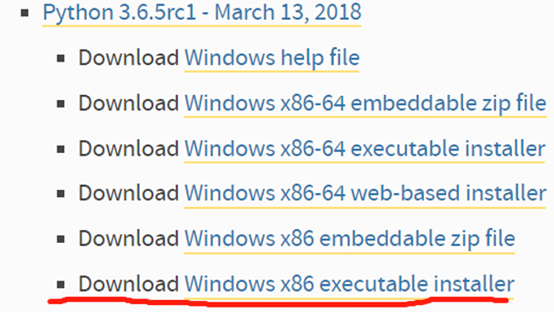 Python 3.6.5rc1 - March 13, 2018
Download Windows help file
Download Windows x86-64 embeddable zip file
Download Windows x86-64 executable installer
Download Windows x86-64 web-based installer
Download Windows x86 embeddable zip file
Download Windows x86 executable installer